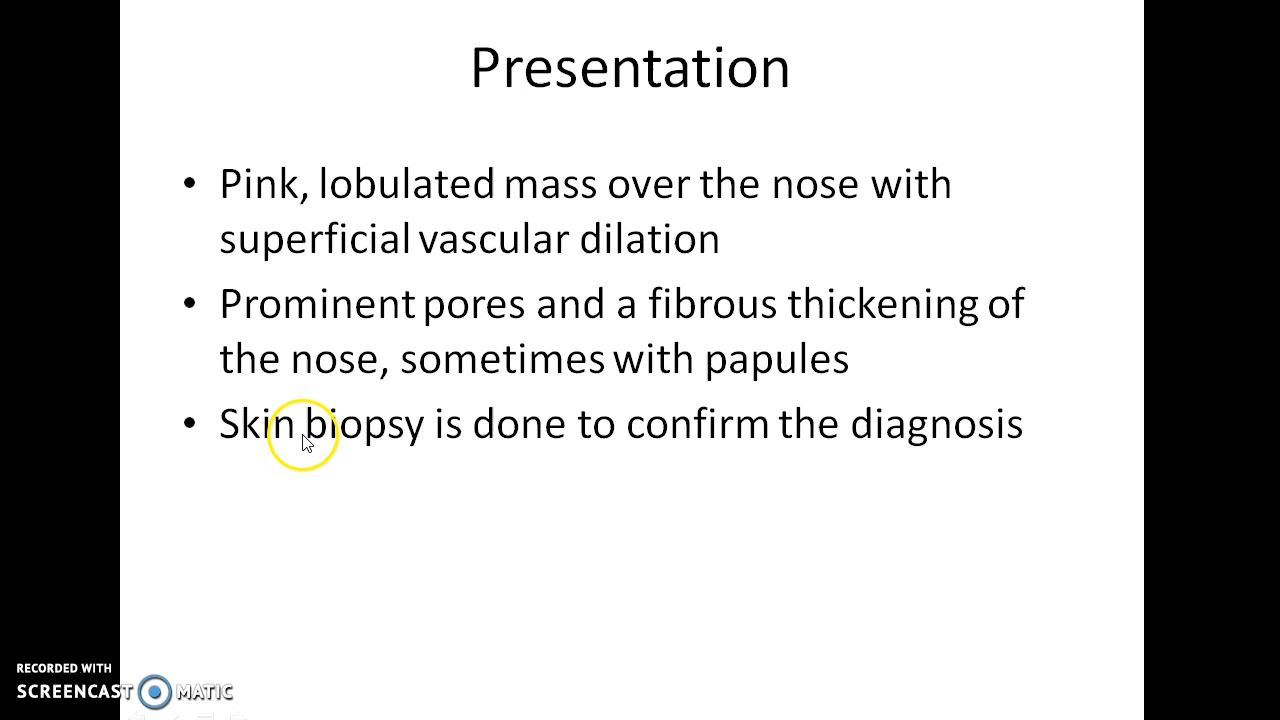 Presentation
• Pink, lobulated mass over the nose with
superficial vascular dilation
• Prominent pores and a fibrous thickening of
the nose, sometimes with papules
• Skin biopsy is done to confirm the diagnosis
RECORDED WITH
SCREENCAST MATIC